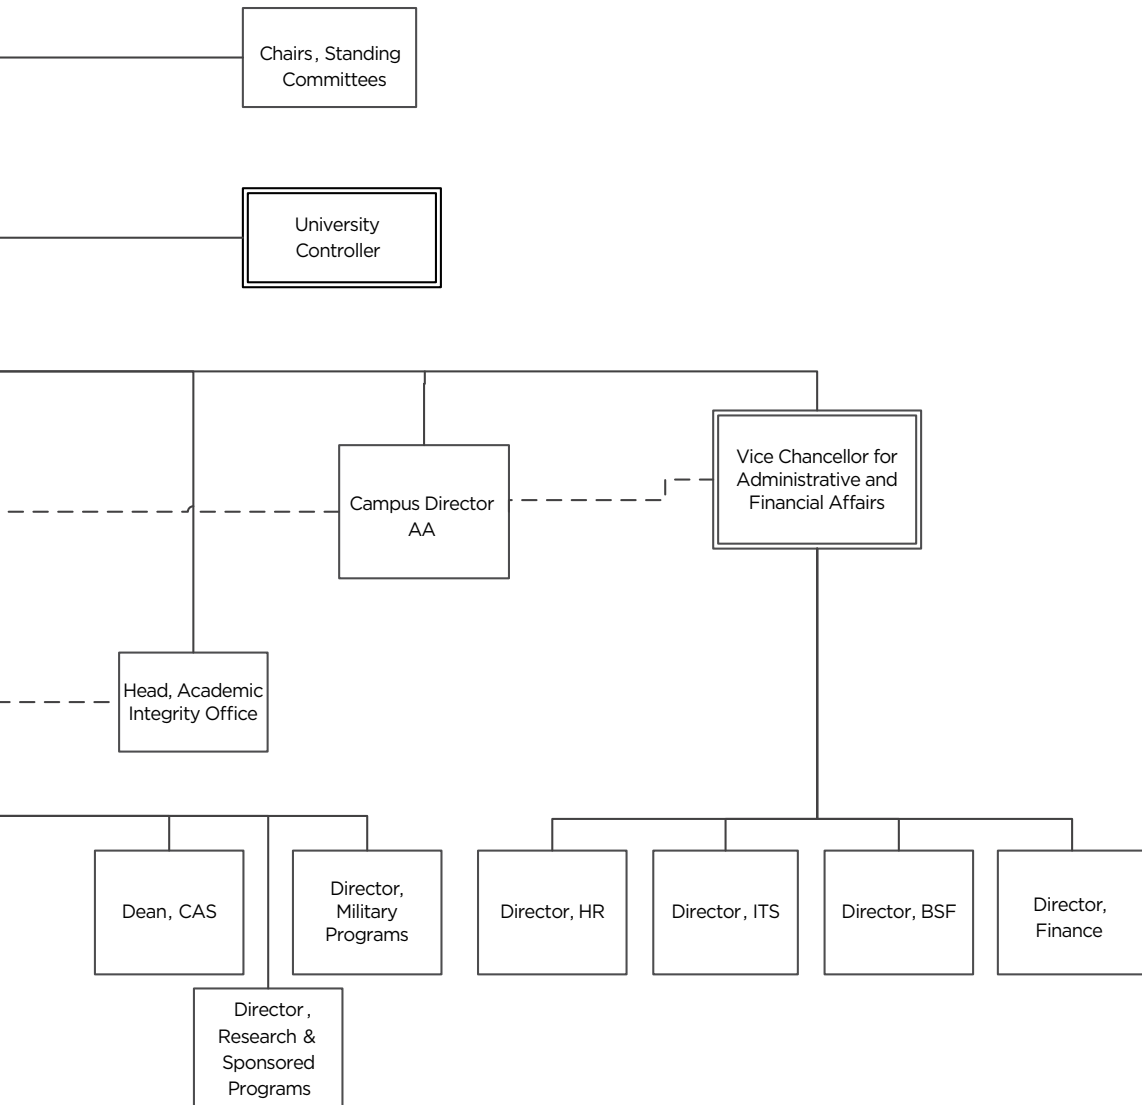 Chairs, Standing
Committees
University
Controller
Vice Chancellor for
Administrative and
Financial Affairs
Campus Director
AA
Head, Academic
Integrity Office
Dean, CAS
Director,
Military
Programs
Director, HR
Director, ITS
Director, BSF
Director,
Finance
Director,
Research &
Sponsored
Programs